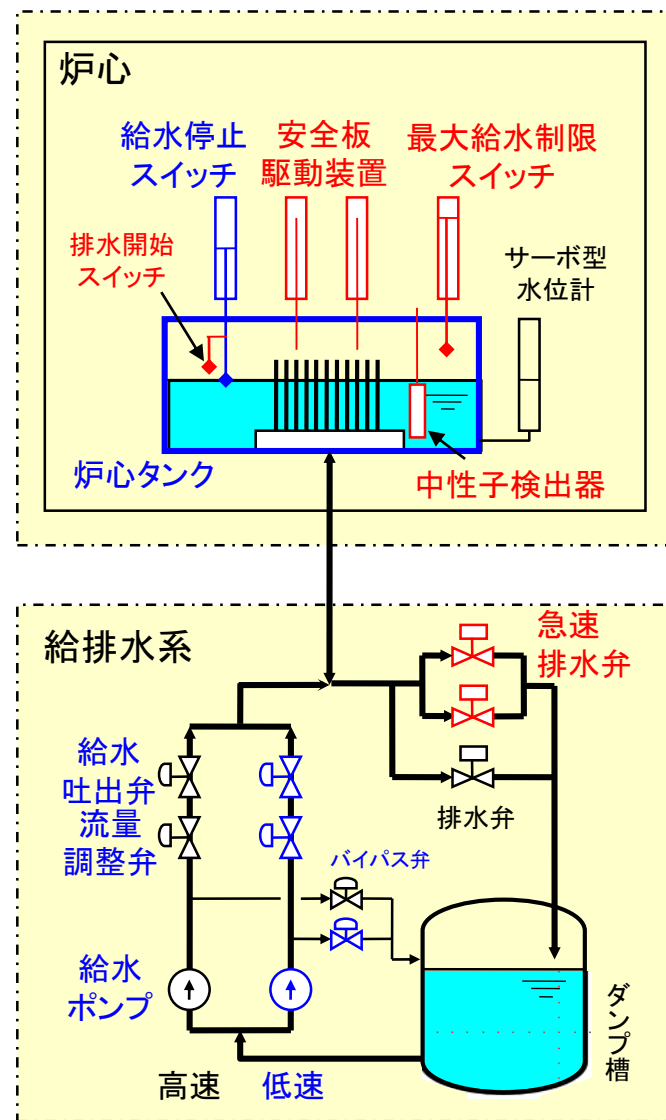 炉心
給水停止
スイッチ
安全板
駆動装置
最大給水制限
スイッチ
排水開始
スイッチ
サーボ型
水位計
炉心タンク
中性子検出器
給排水系
急速
排水弁
給水
吐出弁
流量
調整弁
排水弁
バイパス弁
給水
ポンプ
ダンプ槽
高速
低速